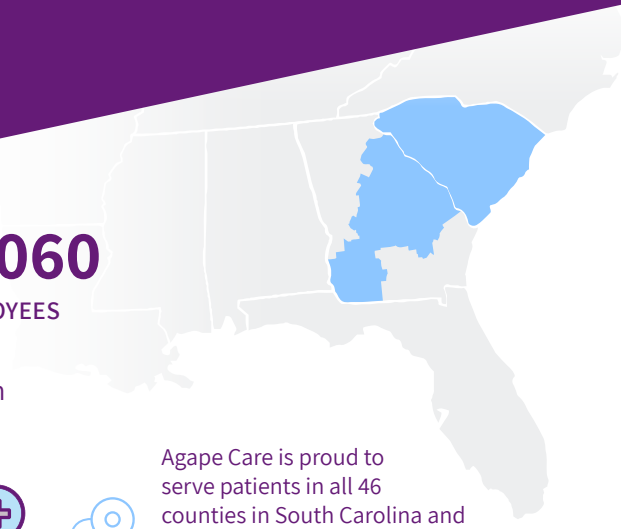 060
OYEES
n
Agape Care is proud to
serve patients in all 46
counties in South Carolina and